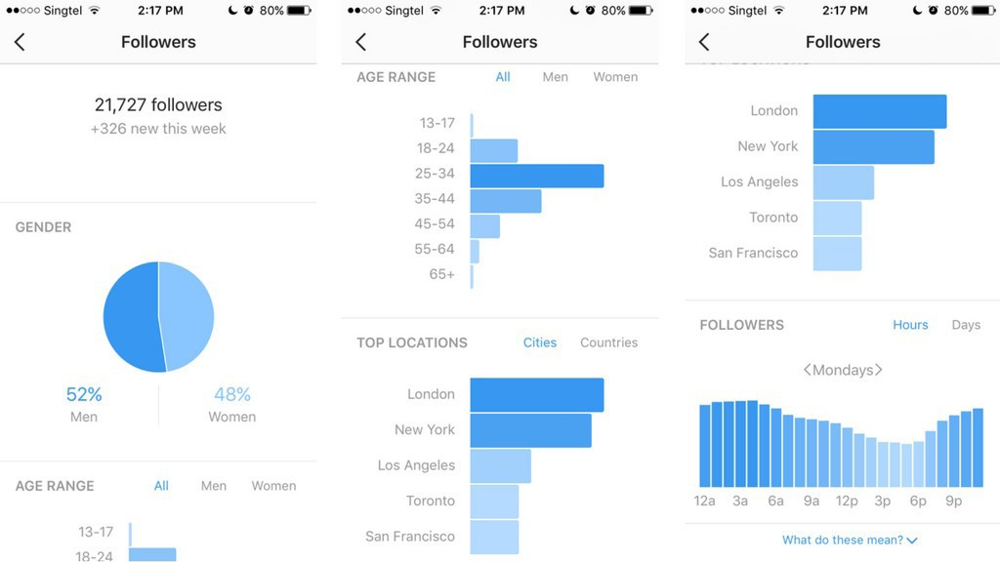 Singtel 2:17 PM 80%
Followers
21,727 followers
+326 new this week
GENDER
52% 48%
Men Women
AGE RANGE All Men Women
13-17
18-24
Singtel 2:17 PM 80%
Followers
AGE RANGE All Men Women
13-17
18-24
25-34
35-44
45-54
55-64
65+
TOP LOCATIONS Cities Countries
London
New York
Los Angeles
Toronto
San Francisco
Singtel 2:17 PM 80%
Followers
London
New York
Los Angeles
Toronto
San Francisco
FOLLOWERS Hours Days
<Mondays>
12a 3a 6a 9a 12p 3p 6p 9p
What do these mean?